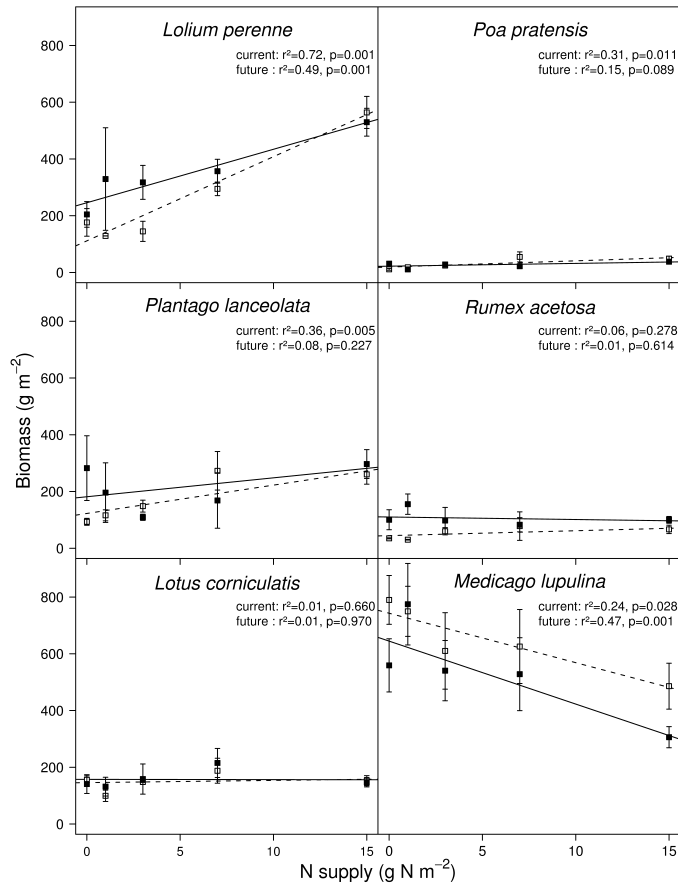 Lolium perenne
current: r²=0.72, p=0.001
future : r²=0.49, p=0.001
Poa pratensis
current: r²=0.31, p=0.011
future : r²=0.15, p=0.089
800
600
400
200
0
Plantago lanceolata
current: r²=0.36, p=0.005
future : r²=0.08, p=0.227
Rumex acetosa
current: r²=0.06, p=0.278
future : r²=0.01, p=0.614
Biomass (g m⁻²)
800
600
400
200
0
Lotus corniculatis
current: r²=0.01, p=0.660
future : r²=0.01, p=0.970
Medicago lupulina
current: r²=0.24, p=0.028
future : r²=0.47, p=0.001
800
600
400
200
0
0 5 10 15 0 5 10 15
N supply (g N m⁻²)